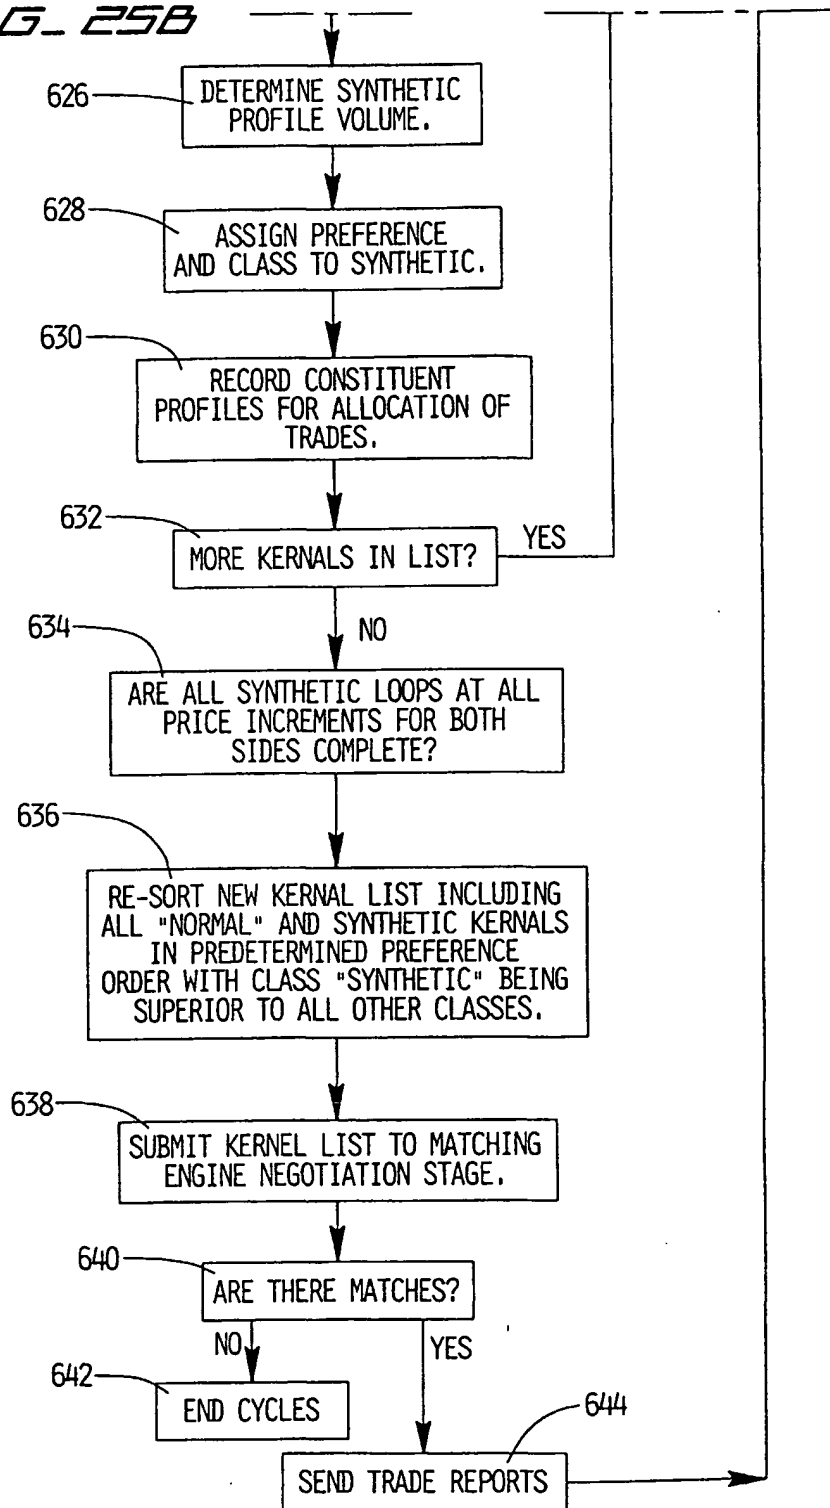 G_ 25B
626
DETERMINE SYNTHETIC
PROFILE VOLUME.
628
ASSIGN PREFERENCE
AND CLASS TO SYNTHETIC.
630
RECORD CONSTITUENT
PROFILES FOR ALLOCATION OF
TRADES.
632
MORE KERNALS IN LIST?
YES
NO
634
ARE ALL SYNTHETIC LOOPS AT ALL
PRICE INCREMENTS FOR BOTH
SIDES COMPLETE?
636
RE-SORT NEW KERNAL LIST INCLUDING
ALL "NORMAL" AND SYNTHETIC KERNALS
IN PREDETERMINED PREFERENCE
ORDER WITH CLASS "SYNTHETIC" BEING
SUPERIOR TO ALL OTHER CLASSES.
638
SUBMIT KERNEL LIST TO MATCHING
ENGINE NEGOTIATION STAGE.
640
ARE THERE MATCHES?
NO
YES
642
END CYCLES
644
SEND TRADE REPORTS